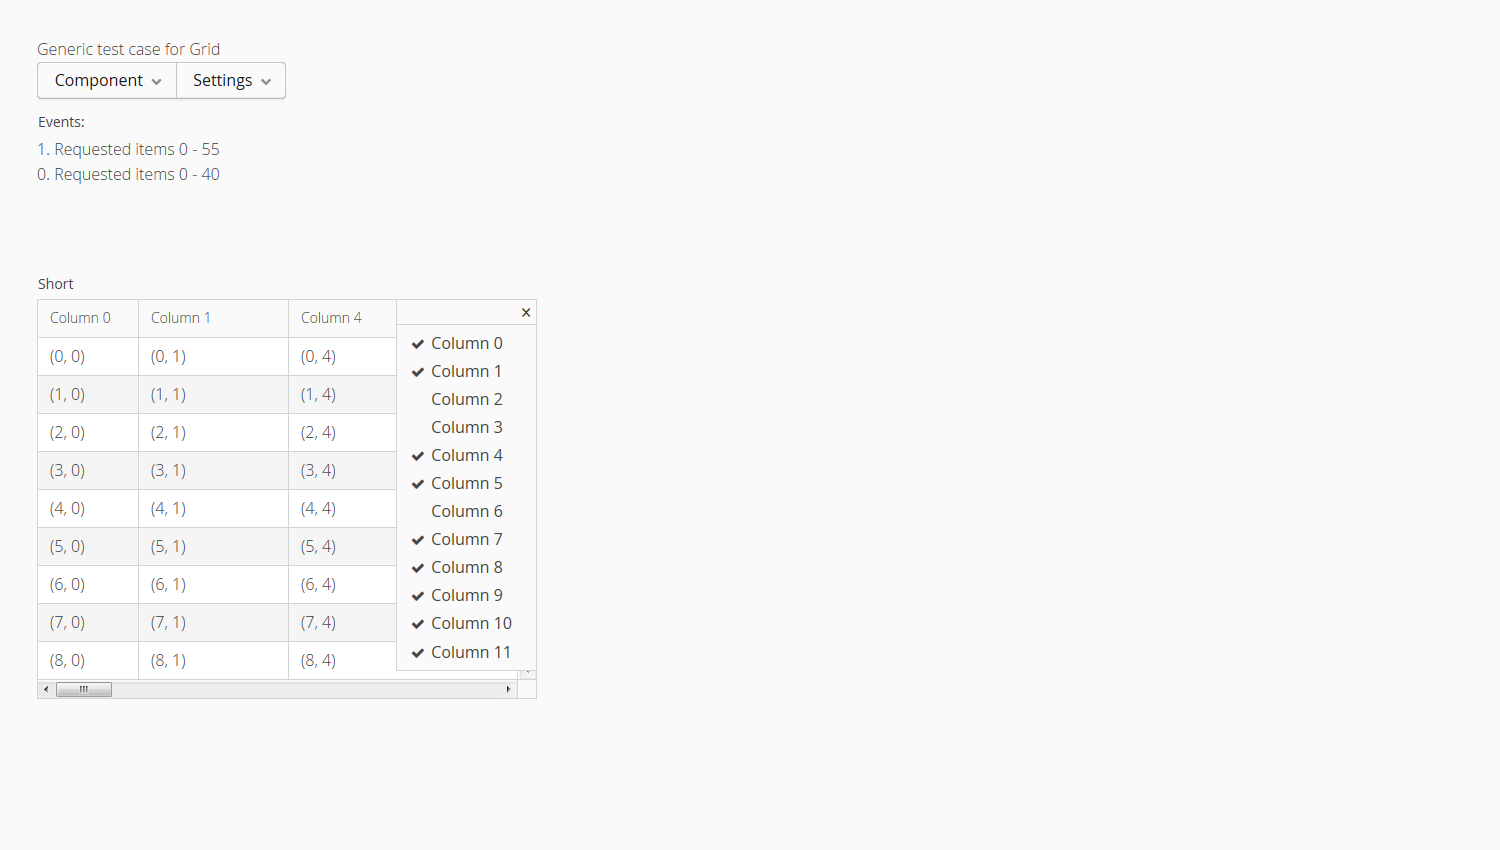 Generic test case for Grid
Component Settings
Events:
1. Requested items 0 - 55
0. Requested items 0 - 40
Short
Column 0 Column 1 Column 4
(0, 0) (0, 1) (0, 4)
(1, 0) (1, 1) (1, 4)
(2, 0) (2, 1) (2, 4)
(3, 0) (3, 1) (3, 4)
(4, 0) (4, 1) (4, 4)
(5, 0) (5, 1) (5, 4)
(6, 0) (6, 1) (6, 4)
(7, 0) (7, 1) (7, 4)
(8, 0) (8, 1) (8, 4)
Column 0
Column 1
Column 2
Column 3
Column 4
Column 5
Column 6
Column 7
Column 8
Column 9
Column 10
Column 11